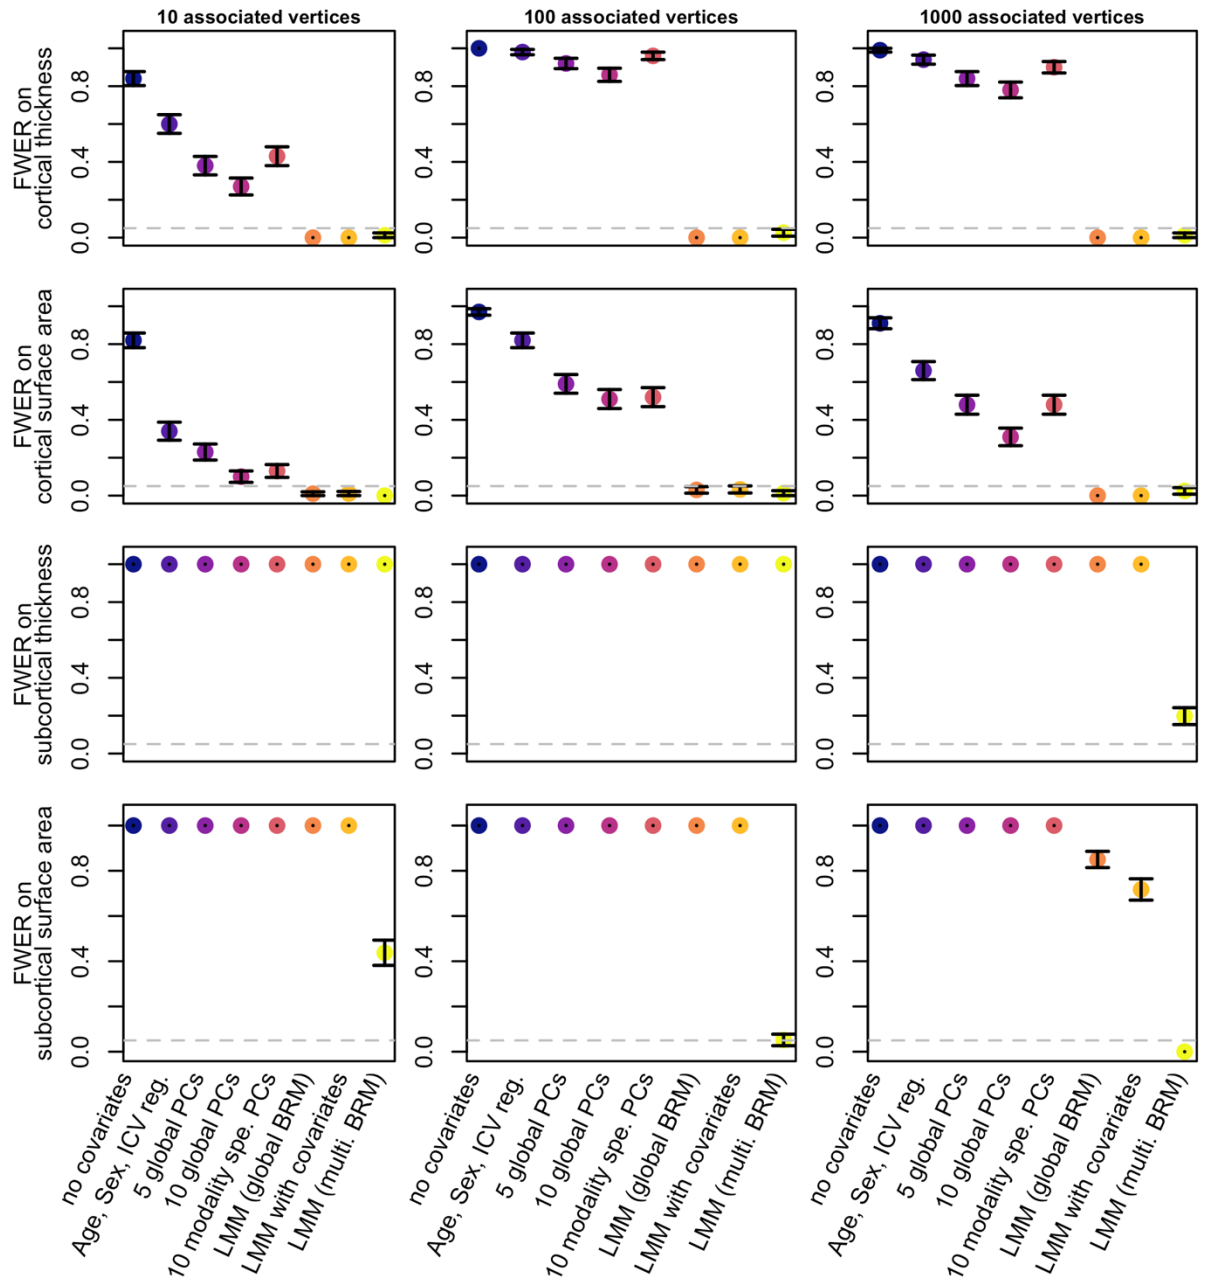 10 associated vertices
100 associated vertices
1000 associated vertices
FWER on
cortical thickness
0.0 0.4 0.8
0.0 0.4 0.8
0.0 0.4 0.8
FWER on
cortical surface area
0.0 0.4 0.8
0.0 0.4 0.8
0.0 0.4 0.8
FWER on
subcortical thickness
0.0 0.4 0.8
0.0 0.4 0.8
0.0 0.4 0.8
FWER on
subcortical surface area
0.0 0.4 0.8
0.0 0.4 0.8
0.0 0.4 0.8
no covariates
Age, Sex, ICV reg.
5 global PCs
10 global PCs
10 modality spe. PCs
LMM (global BRM)
LMM with covariates
LMM (multi. BRM)
no covariates
Age, Sex, ICV reg.
5 global PCs
10 global PCs
10 modality spe. PCs
LMM (global BRM)
LMM with covariates
LMM (multi. BRM)
no covariates
Age, Sex, ICV reg.
5 global PCs
10 global PCs
10 modality spe. PCs
LMM (global BRM)
LMM with covariates
LMM (multi. BRM)